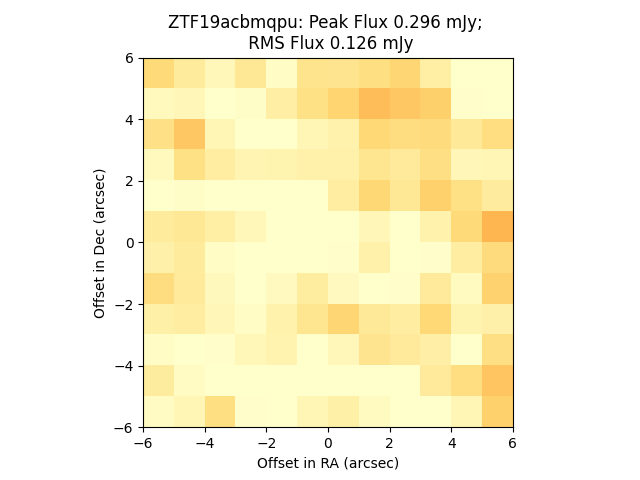 ZTF19acbmqpu: Peak Flux 0.296 mJy;
RMS Flux 0.126 mJy
6
4
2
0
−2
−4
−6
Offset in Dec (arcsec)
−6 −4 −2 0 2 4 6
Offset in RA (arcsec)